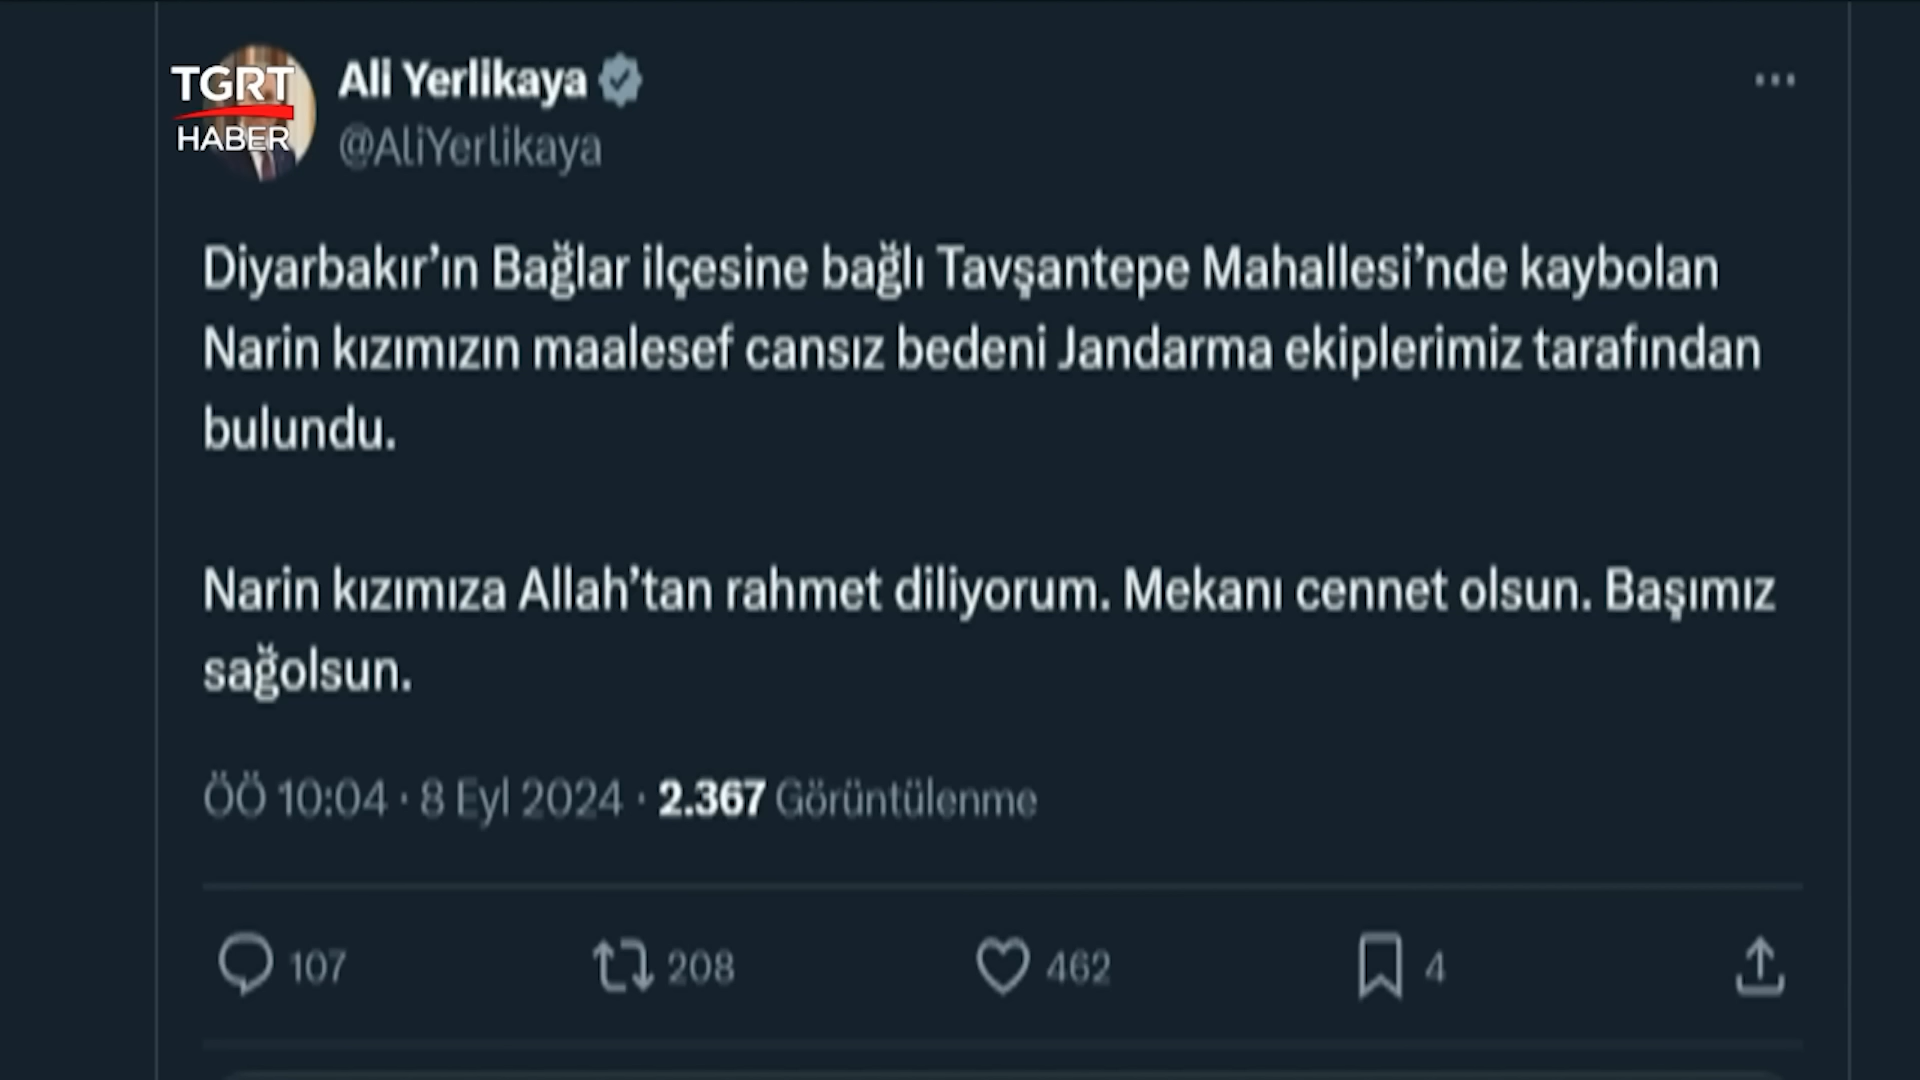 TGRT
HABER
Ali Yerlikaya
@AliYerlikaya
Diyarbakır’ın Bağlar ilçesine bağlı Tavşantepe Mahallesi’nde kaybolan
Narin kızımızın maalesef cansız bedeni Jandarma ekiplerimiz tarafından
bulundu.
Narin kızımıza Allah’tan rahmet diliyorum. Mekanı cennet olsun. Başımız
sağolsun.
ÖÖ 10:04 · 8 Eyl 2024 · 2.367 Görüntülenme
107 208 462 4